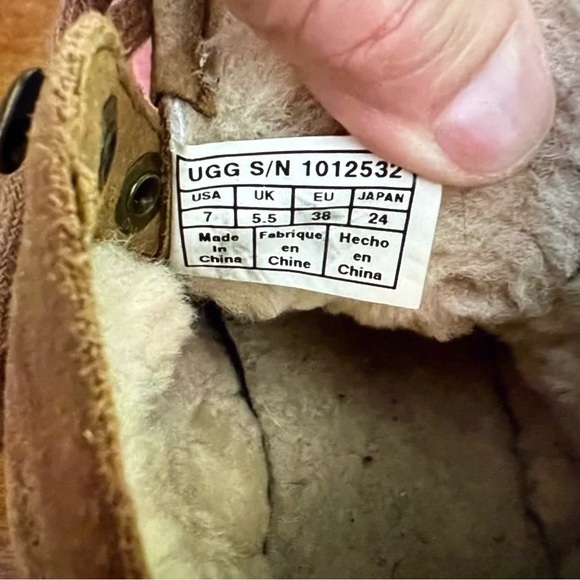 UGG S/N 1012532
USA UK EU JAPAN
7 5.5 38 24
Made Fabrique Hecho
In en en
China Chine China